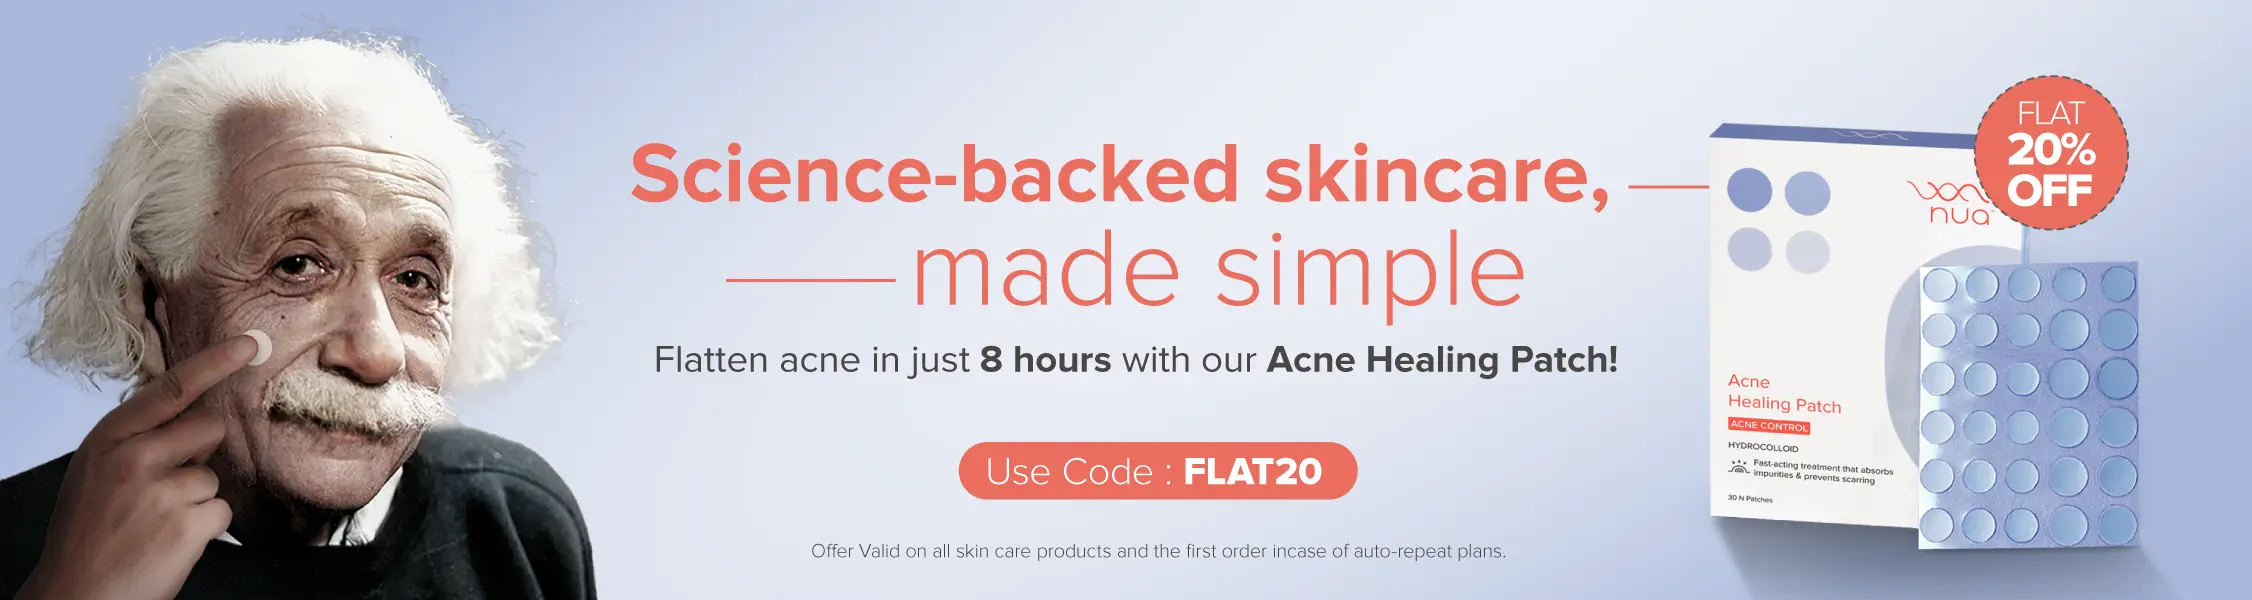 Science-backed skincare,
made simple
Flatten acne in just 8 hours with our Acne Healing Patch!
Use Code : FLAT20
Offer Valid on all skin care products and the first order incase of auto-repeat plans.
FLAT
20%
OFF
nua
Acne
Healing Patch
ACNE CONTROL
HYDROCOLLOID
Fast-acting treatment that absorbs
impurities & prevents scarring
30 N Patches